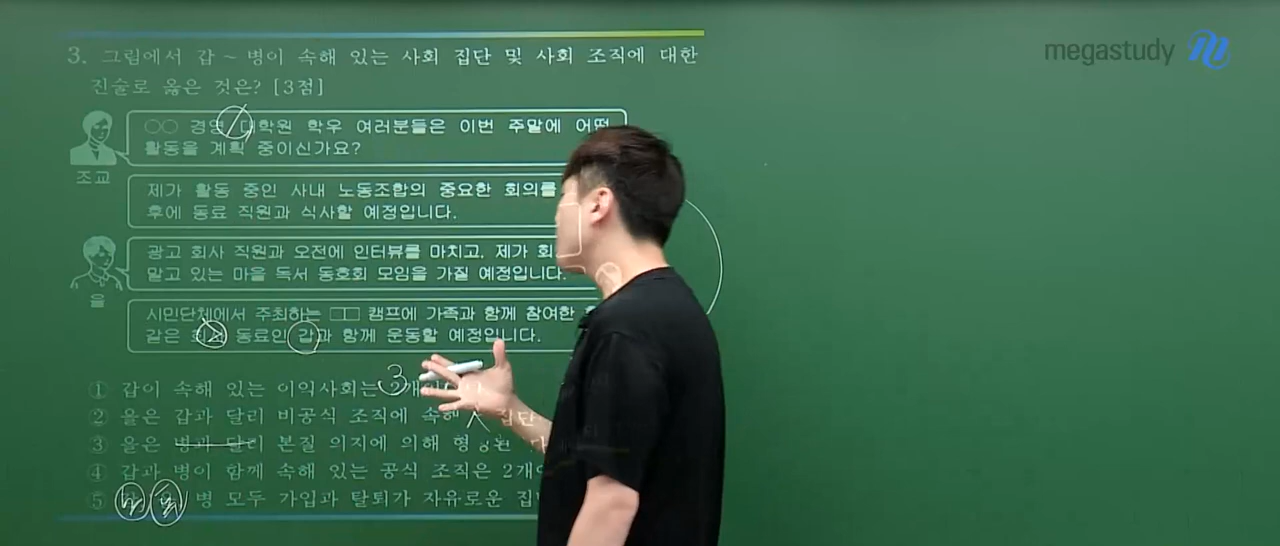 megastudy
3. 그림에서 갑 ~ 병이 속해 있는 사회 집단 및 사회 조직에 대한
진술로 옳은 것은? [3점]
○○ 경영 대학원 학우 여러분들은 이번 주말에 어떤
활동을 계획 중이신가요?
조교
제가 활동 중인 사내 노동조합의 중요한 회의를
후에 동료 직원과 식사할 예정입니다.
광고 회사 직원과 오전에 인터뷰를 마치고, 제가 회
맡고 있는 마을 독서 동호회 모임을 가질 예정입니다.
을
시민단체에서 주최하는 □□ 캠프에 가족과 함께 참여한
같은 회사 동료인 갑과 함께 운동할 예정입니다.
3
① 갑이 속해 있는 이익사회는 2개
② 을은 갑과 달리 비공식 조직에 속해 집단
③ 을은 병과 달리 본질 의지에 의해 형성된
④ 갑과 병이 함께 속해 있는 공식 조직은 2개
⑤ 병 모두 가입과 탈퇴가 자유로운 집